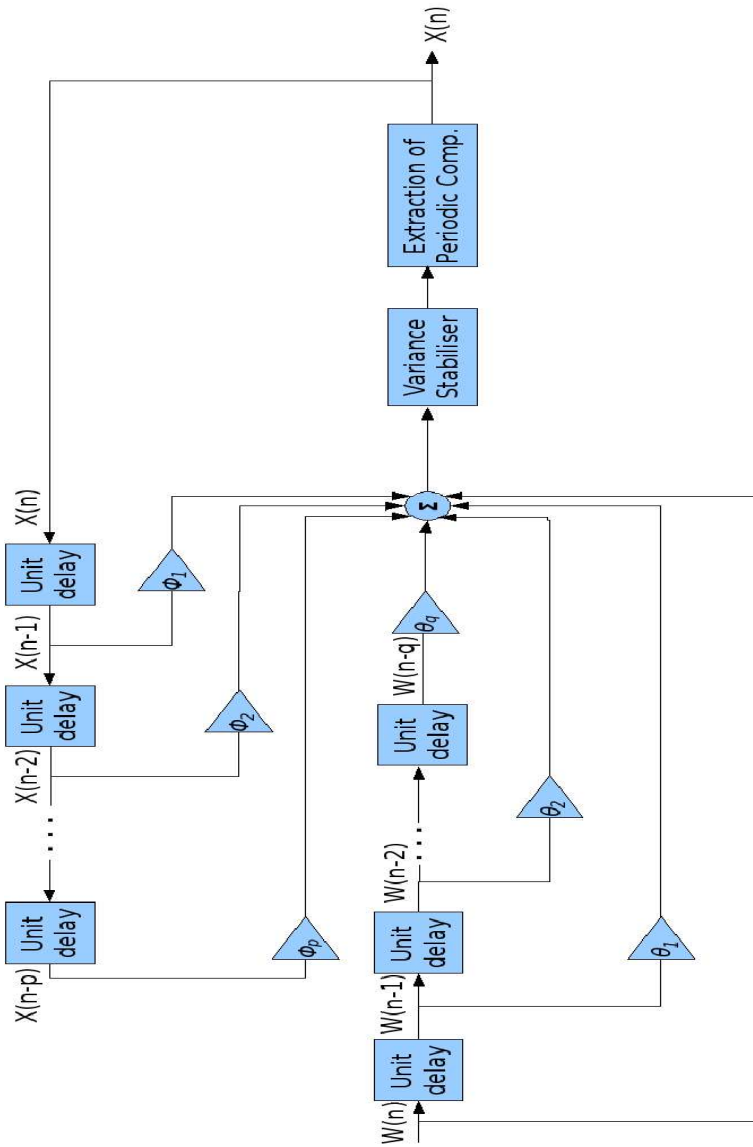 X(n)
Unit
delay
X(n-1)
Unit
delay
X(n-2)
...
Unit
delay
X(n-p)
Φ1
Φ2
Φp
W(n)
Unit
delay
W(n-1)
Unit
delay
W(n-2)
...
Unit
delay
W(n-q)
θq
θ2
θ1
Σ
Variance
Stabiliser
Extraction of
Periodic Comp.
X(n)